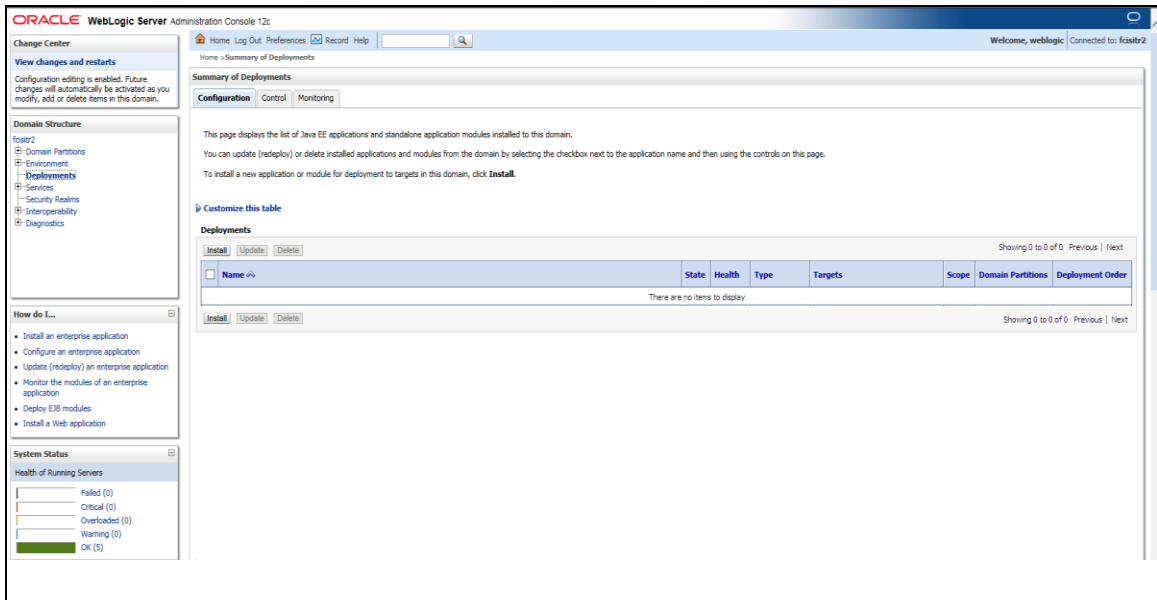 ORACLE WebLogic Server Administration Console 12c
Change Center
View changes and restarts
Configuration editing is enabled. Future
changes will automatically be activated as you
modify, add or delete items in this domain.
Domain Structure
fcisitr2
Domain Partitions
Environment
Deployments
Services
Security Realms
Interoperability
Diagnostics
How do I...
Install an enterprise application
Configure an enterprise application
Update (redeploy) an enterprise application
Monitor the modules of an enterprise
application
Deploy EJB modules
Install a Web application
System Status
Health of Running Servers
Failed (0)
Critical (0)
Overloaded (0)
Warning (0)
OK (5)
Home Log Out Preferences Record Help
Welcome, weblogic Connected to: fcisitr2
Home >Summary of Deployments
Summary of Deployments
Configuration Control Monitoring
This page displays the list of Java EE applications and standalone application modules installed to this domain.
You can update (redeploy) or delete installed applications and modules from the domain by selecting the checkbox next to the application name and then using the controls on this page.
To install a new application or module for deployment to targets in this domain, click Install.
Customize this table
Deployments
Install Update Delete Showing 0 to 0 of 0 Previous | Next
Name State Health Type Targets Scope Domain Partitions Deployment Order
There are no items to display
Install Update Delete Showing 0 to 0 of 0 Previous | Next